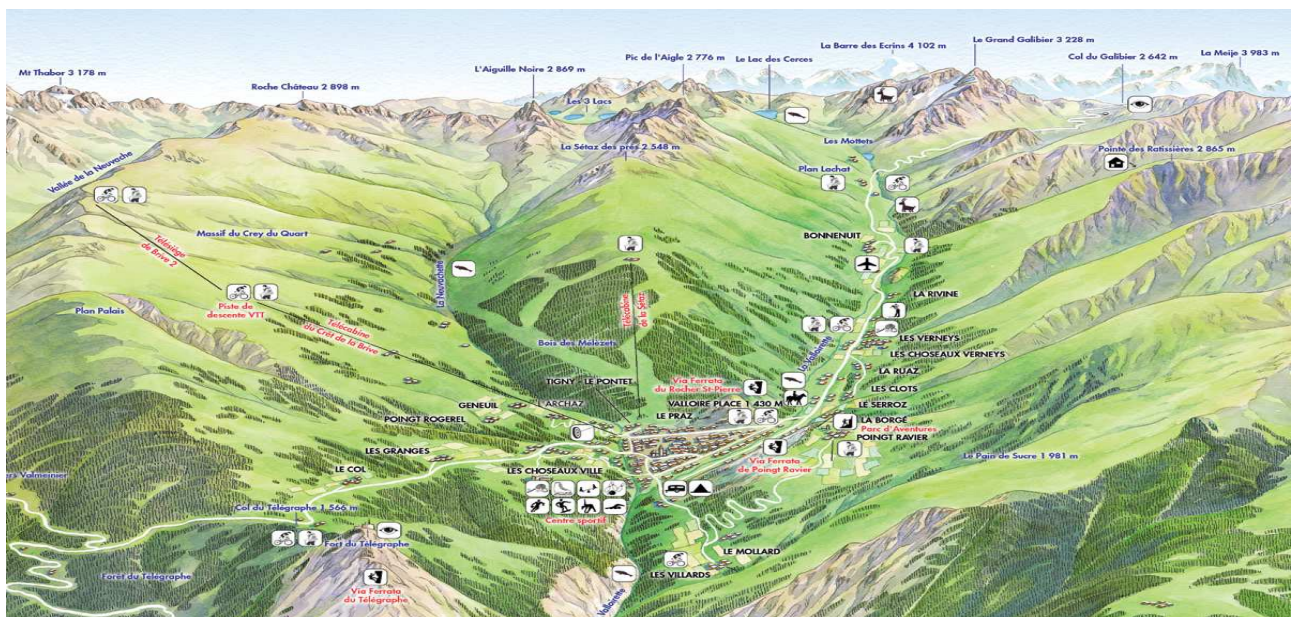 Mt Thabor 3 178 m
Roche Château 2 898 m
L'Aiguille Noire 2 869 m
Pic de l'Aigle 2 776 m
Le Lac des Cerces
La Barre des Ecrins 4 102 m
Le Grand Galibier 3 228 m
Col du Galibier 2 642 m
La Meije 3 983 m
Les 3 Lacs
La Sétaz des prés 2 548 m
Les Mottets
Pointe des Ratissières 2 865 m
Plan Lachat
Vallée de la Neuvache
Massif du Crey du Quart
Télésiège
de Brive 2
BONNENUIT
La Neuvachette
Piste de
descente VTT
Plan Palais
Télécabine
du Crêt de la Brive
Télécabine
de la Sétaz
LA RIVINE
Bois des Mélèzets
La Valloirette
LES VERNEYS
LES CHOSEAUX VERNEYS
LA RUAZ
TIGNY - LE PONTET
Via Ferrata
du Rocher St-Pierre
LES CLOTS
GENEUIL
L'ARCHAZ
VALLOIRE PLACE 1 430 M
LE SERROZ
POINGT ROGEREL
LE PRAZ
LA BORGE
Parc d'Aventures
POINGT RAVIER
LES GRANGES
Via Ferrata
de Poingt Ravier
Le Pain de Sucre 1 981 m
LE COL
LES CHOSEAUX VILLE
Valmeinier
Col du Télégraphe 1 566 m
Centre sportif
Fort du Télégraphe
LE MOLLARD
Forêt du Télégraphe
LES VILLARDS
Via Ferrata
du Télégraphe
Valloirette